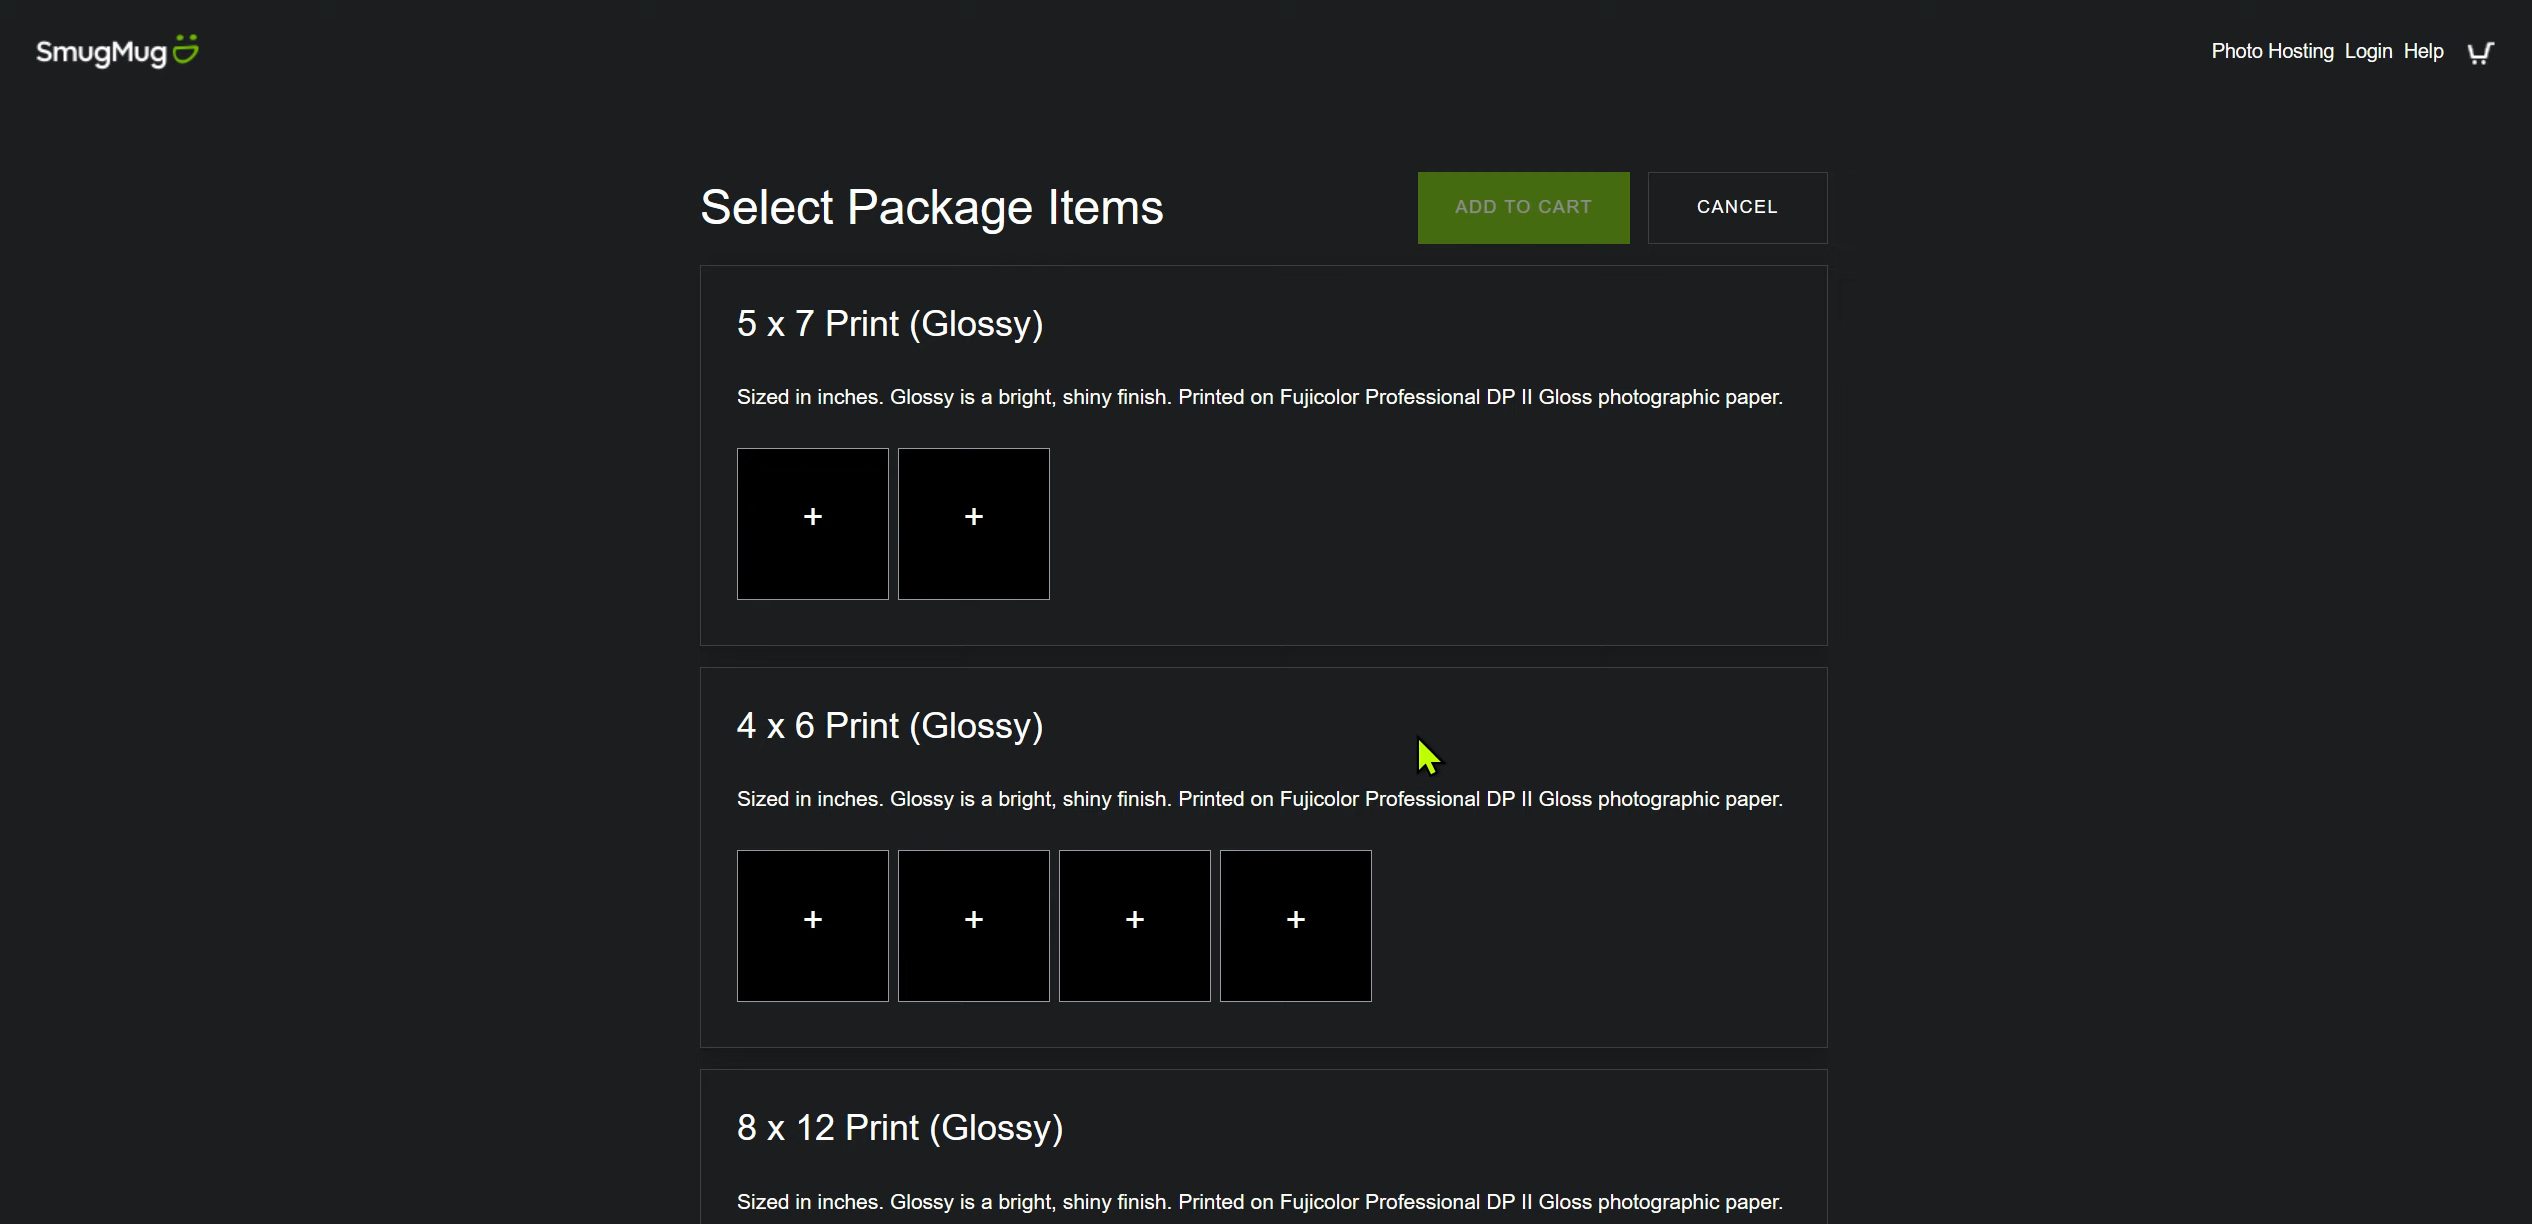 SmugMug
Photo Hosting Login Help
Select Package Items
ADD TO CART
CANCEL
5 x 7 Print (Glossy)
Sized in inches. Glossy is a bright, shiny finish. Printed on Fujicolor Professional DP II Gloss photographic paper.
+ +
4 x 6 Print (Glossy)
Sized in inches. Glossy is a bright, shiny finish. Printed on Fujicolor Professional DP II Gloss photographic paper.
+ + + +
8 x 12 Print (Glossy)
Sized in inches. Glossy is a bright, shiny finish. Printed on Fujicolor Professional DP II Gloss photographic paper.